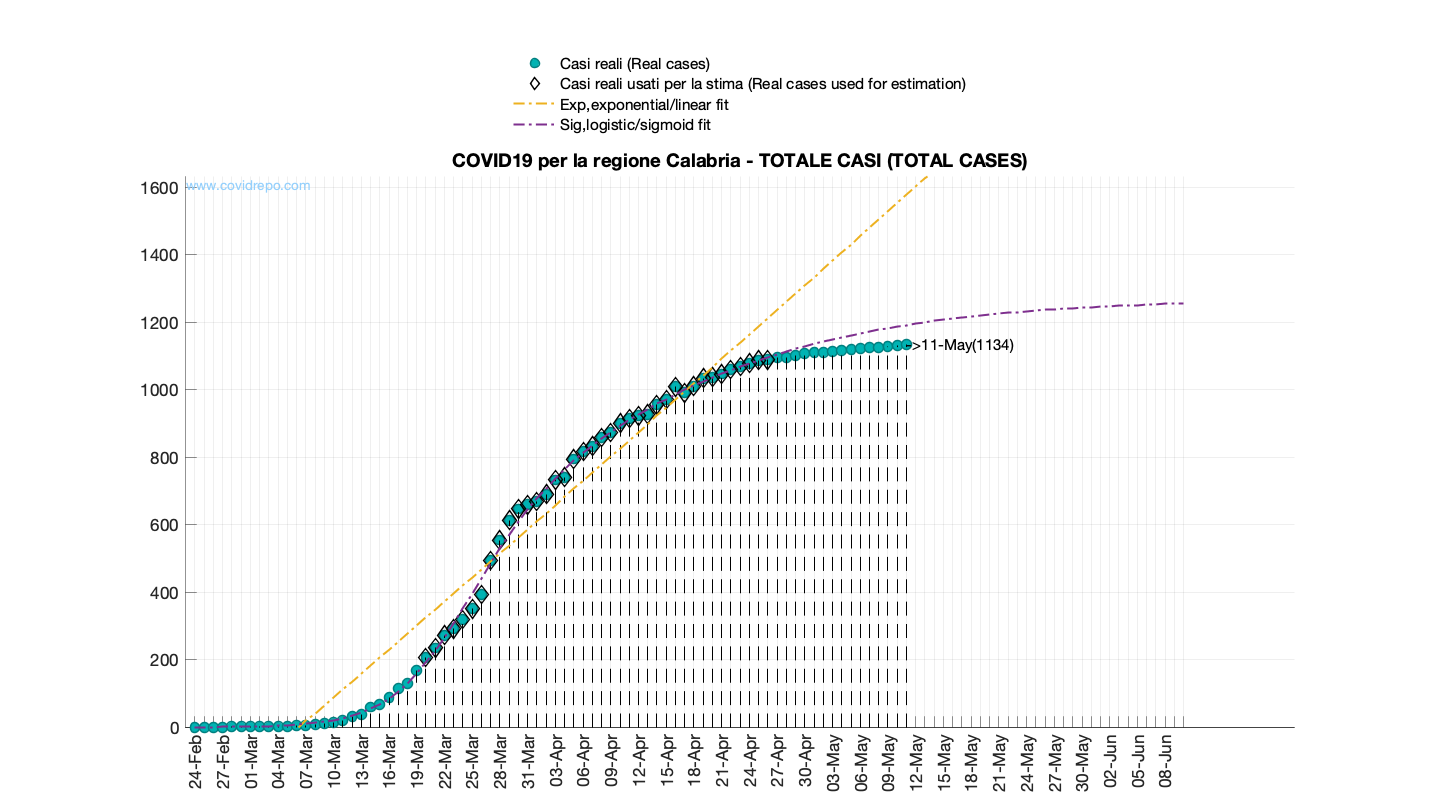 Casi reali (Real cases)
Casi reali usati per la stima (Real cases used for estimation)
Exp,exponential/linear fit
Sig,logistic/sigmoid fit
COVID19 per la regione Calabria - TOTALE CASI (TOTAL CASES)
www.covidrepo.com
1600
1400
1200
1000
800
600
400
200
0
>11-May(1134)
24-Feb
27-Feb
01-Mar
04-Mar
07-Mar
10-Mar
13-Mar
16-Mar
19-Mar
22-Mar
25-Mar
28-Mar
31-Mar
03-Apr
06-Apr
09-Apr
12-Apr
15-Apr
18-Apr
21-Apr
24-Apr
27-Apr
30-Apr
03-May
06-May
09-May
12-May
15-May
18-May
21-May
24-May
27-May
30-May
02-Jun
05-Jun
08-Jun